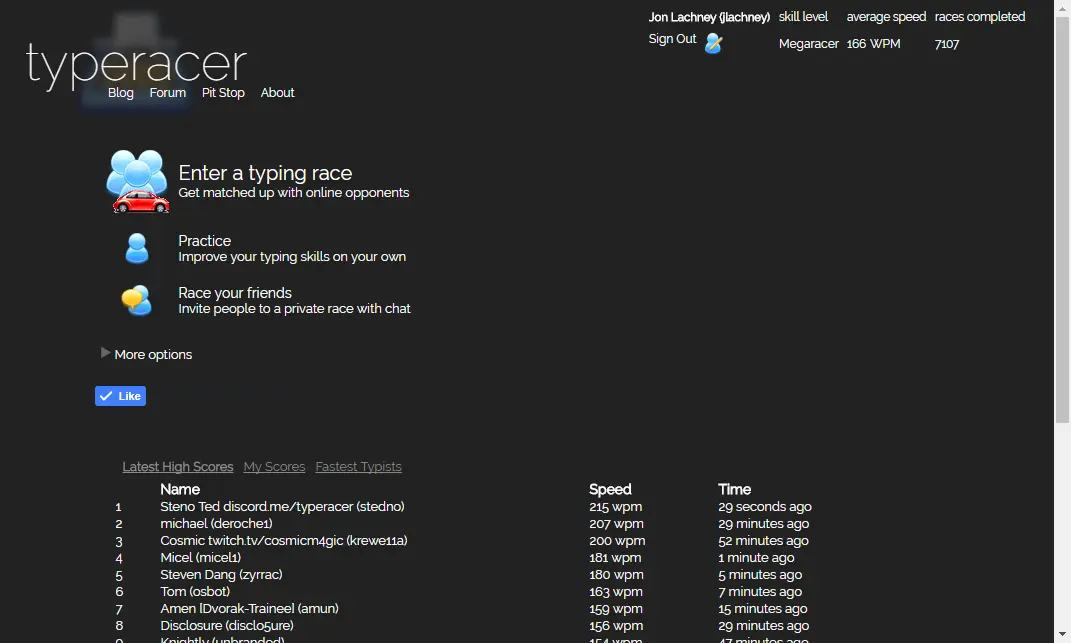 Jon Lachney (jlachney) skill level average speed races completed
Sign Out Megaracer 166 WPM 7107
typeracer
Blog Forum Pit Stop About
Enter a typing race
Get matched up with online opponents
Practice
Improve your typing skills on your own
Race your friends
Invite people to a private race with chat
More options
Like
Latest High Scores My Scores Fastest Typists
Name Speed Time
1 Steno Ted discord.me/typeracer (stedno) 215 wpm 29 seconds ago
2 michael (deroche1) 207 wpm 29 minutes ago
3 Cosmic twitch.tv/cosmicm4gic (krewe11a) 200 wpm 52 minutes ago
4 Micel (micel1) 181 wpm 1 minute ago
5 Steven Dang (zyrrac) 180 wpm 5 minutes ago
6 Tom (osbot) 163 wpm 7 minutes ago
7 Amen [Dvorak-Trainee] (amun) 159 wpm 15 minutes ago
8 Disclosure (disclo5ure) 156 wpm 29 minutes ago
9 Knightly (unbranded) 154 wpm 47 minutes ago